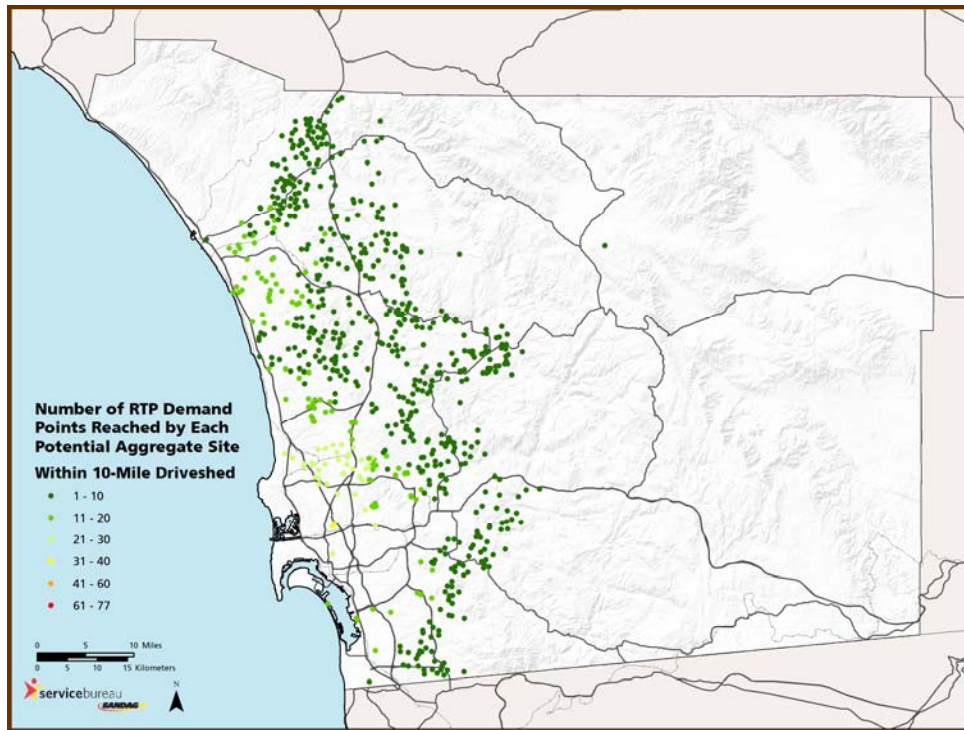 Number of RTP Demand
Points Reached by Each
Potential Aggregate Site
Within 10-Mile Driveshed
1 - 10
11 - 20
21 - 30
31 - 40
41 - 60
61 - 77
0 5 10 Miles
0 5 10 15 Kilometers
servicebureau
SANDAG
N